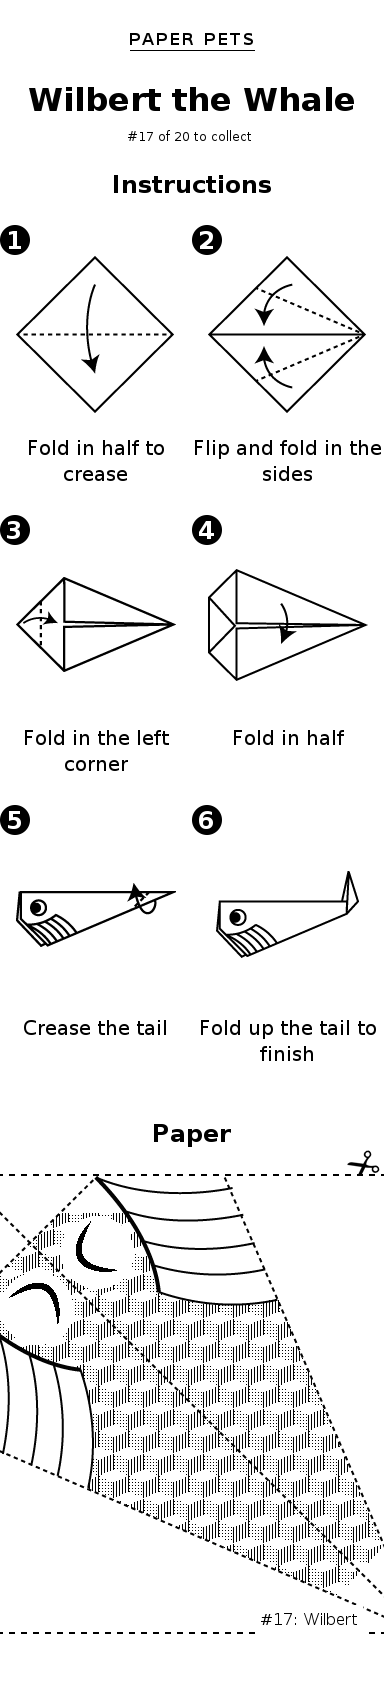 PAPER PETS
Wilbert the Whale
#17 of 20 to collect
Instructions
1
2
Fold in half to
crease
Flip and fold in the
sides
3
4
Fold in the left
corner
Fold in half
5
6
Crease the tail
Fold up the tail to
finish
Paper
#17: Wilbert